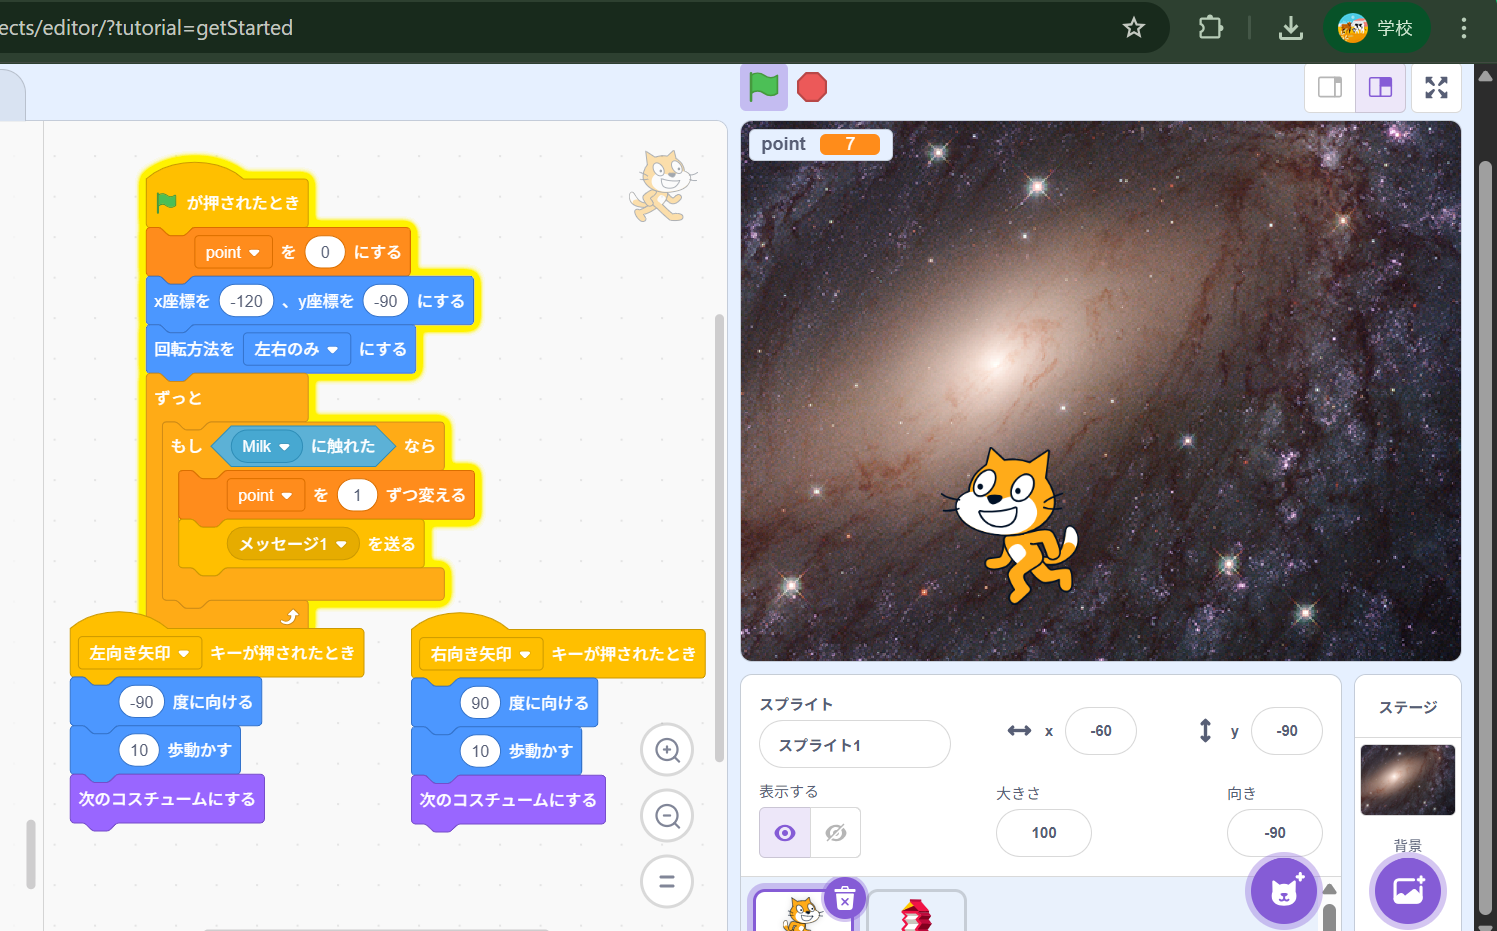 ects/editor/?tutorial=getStarted
学校
が押されたとき
point を 0 にする
x座標を -120 、y座標を -90 にする
回転方法を 左右のみ にする
ずっと
もし Milk に触れた なら
point を 1 ずつ変える
メッセージ1 を送る
左向き矢印 キーが押されたとき
-90 度に向ける
10 歩動かす
次のコスチュームにする
右向き矢印 キーが押されたとき
90 度に向ける
10 歩動かす
次のコスチュームにする
point 7
スプライト
スプライト1
x -60
y -90
表示する
大きさ
100
向き
-90
ステージ
背景